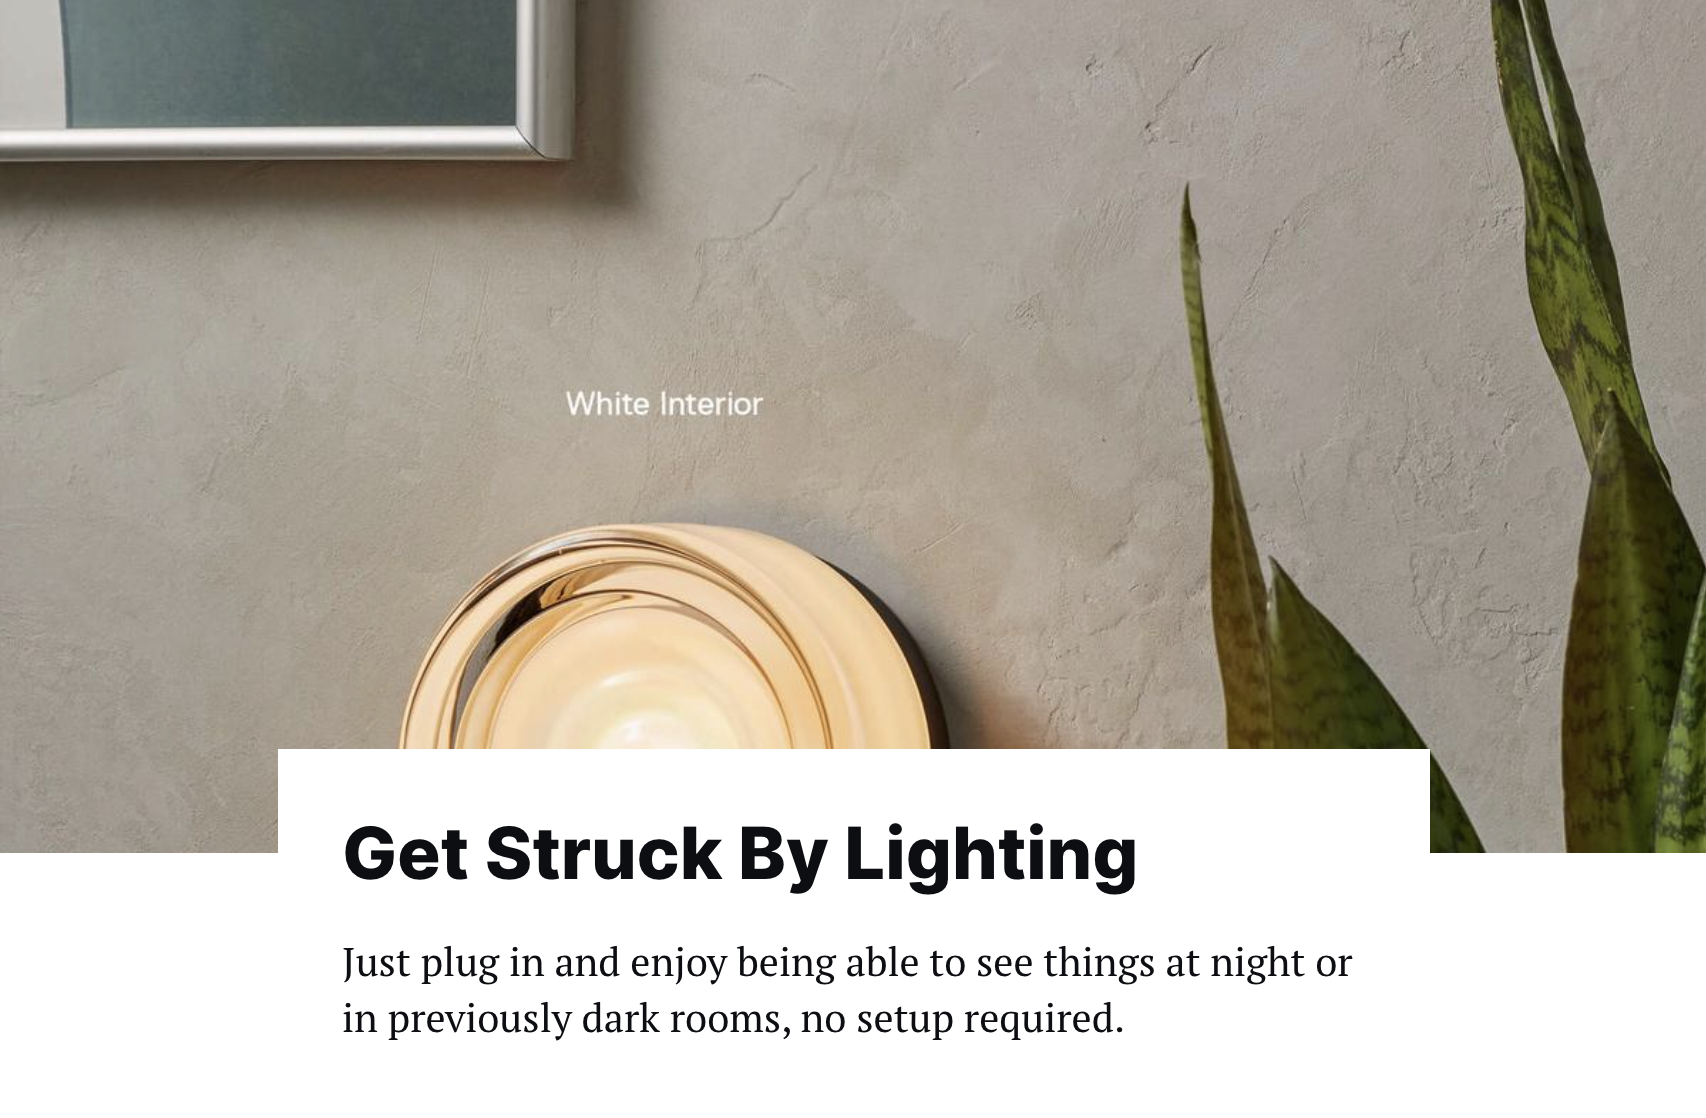 White Interior
Get Struck By Lighting
Just plug in and enjoy being able to see things at night or
in previously dark rooms, no setup required.